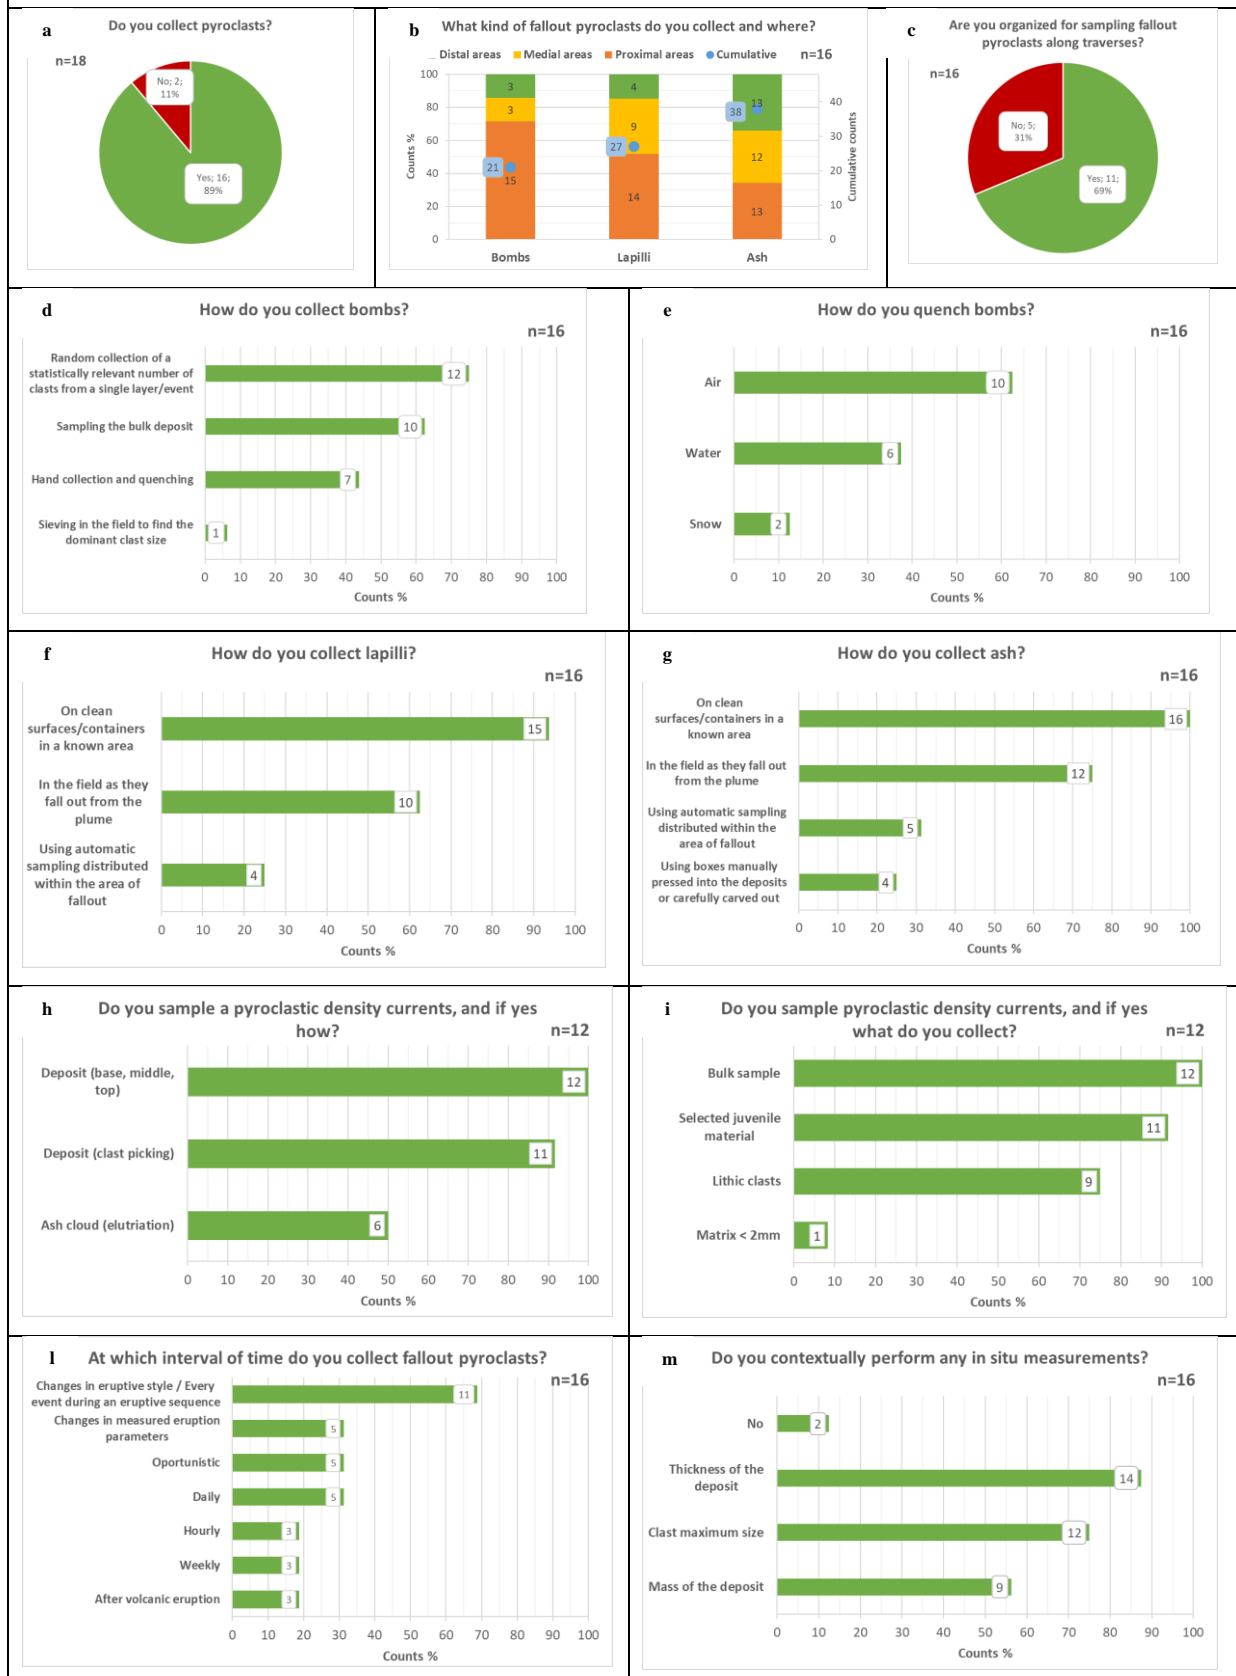 a
Do you collect pyroclasts?
n=18
No; 2;
11%
Yes; 16;
89%
b
What kind of fallout pyroclasts do you collect and where?
Distal areas
Medial areas
Proximal areas
Cumulative
n=16
100
80
60
40
20
0
Counts %
3
3
15
21
4
9
14
27
13
12
13
38
40
30
20
10
0
Cumulative counts
Bombs
Lapilli
Ash
c
Are you organized for sampling fallout
pyroclasts along traverses?
n=16
No; 5;
31%
Yes; 11;
69%
d
How do you collect bombs?
n=16
Random collection of a
statistically relevant number of
clasts from a single layer/event
12
Sampling the bulk deposit
10
Hand collection and quenching
7
Sieving in the field to find the
dominant clast size
1
0 10 20 30 40 50 60 70 80 90 100
Counts %
e
How do you quench bombs?
n=16
Air
10
Water
6
Snow
2
0 10 20 30 40 50 60 70 80 90 100
Counts %
f
How do you collect lapilli?
n=16
On clean
surfaces/containers
in a known area
15
In the field as they
fall out from the
plume
10
Using automatic
sampling distributed
within the area of
fallout
4
0 10 20 30 40 50 60 70 80 90 100
Counts %
g
How do you collect ash?
n=16
On clean
surfaces/containers in a
known area
16
In the field as they fall out
from the plume
12
Using automatic sampling
distributed within the
area of fallout
5
Using boxes manually
pressed into the deposits
or carefully carved out
4
0 10 20 30 40 50 60 70 80 90 100
Counts %
h
Do you sample a pyroclastic density currents, and if yes
how?
n=12
Deposit (base, middle,
top)
12
Deposit (clast picking)
11
Ash cloud (elutriation)
6
0 10 20 30 40 50 60 70 80 90 100
Counts %
i
Do you sample pyroclastic density currents, and if yes
what do you collect?
n=12
Bulk sample
12
Selected juvenile
material
11
Lithic clasts
9
Matrix < 2mm
1
0 10 20 30 40 50 60 70 80 90 100
Counts %
l
At which interval of time do you collect fallout pyroclasts?
n=16
Changes in eruptive style / Every
event during an eruptive sequence
11
Changes in measured eruption
parameters
5
Oportunistic
5
Daily
5
Hourly
3
Weekly
3
After volcanic eruption
3
0 10 20 30 40 50 60 70 80 90 100
Counts %
m
Do you contextually perform any in situ measurements?
n=16
No
2
Thickness of the
deposit
14
Clast maximum size
12
Mass of the deposit
9
0 10 20 30 40 50 60 70 80 90 100
Counts %